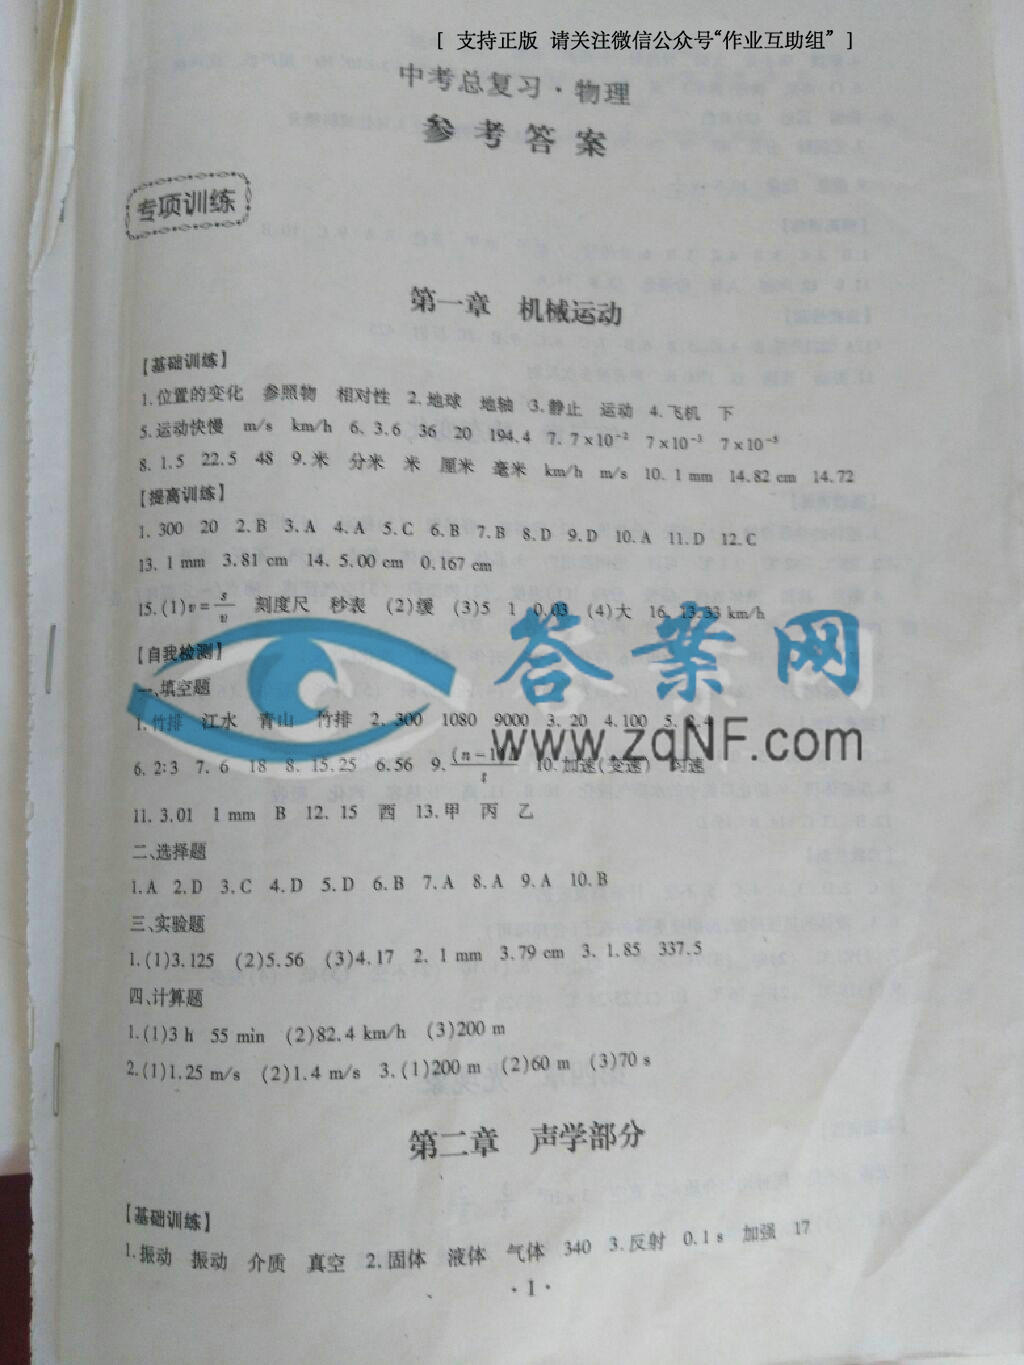 [ 支持正版 请关注微信公众号“作业互助组” ]
中考总复习·物理
参考答案
专项训练
第一章 机械运动
【基础训练】
1.位置的变化 参照物 相对性 2.地球 地轴 3.静止 运动 4.飞机 下
5.运动快慢 m/s km/h 6. 3.6 36 20 194.4 7. 7×10⁻² 7×10⁻³ 7×10⁻⁵
8. 1.5 22.5 48 9.米 分米 米 厘米 毫米 km/h m/s 10. 1 mm 14.82 cm 14.72
【提高训练】
1. 300 20 2.B 3.A 4.A 5.C 6.B 7.B 8.D 9.D 10.A 11.D 12.C
13. 1 mm 3.81 cm 14. 5.00 cm 0.167 cm
15.(1)v=s/v 刻度尺 秒表 (2)缓 (3)5 1 0.03 (4)大 16. 13.33 km/h
【自我检测】
一、填空题
1.竹排 江水 青山 竹排 2. 300 1080 9000 3. 20 4.100 5.
6. 2:3 7. 6 18 8. 15.25 6.56 9. 10.加速(变速) 匀速
11. 3.01 1 mm B 12. 15 西 13.甲 丙 乙
二、选择题
1.A 2.D 3.C 4.D 5.D 6.B 7.A 8.A 9.A 10.B
三、实验题
1.(1)3.125 (2)5.56 (3)4.17 2. 1 mm 3.79 cm 3. 1.85 337.5
四、计算题
1.(1)3 h 55 min (2)82.4 km/h (3)200 m
2.(1)1.25 m/s (2)1.4 m/s 3.(1)200 m (2)60 m (3)70 s
第二章 声学部分
【基础训练】
1.振动 振动 介质 真空 2.固体 液体 气体 340 3.反射 0.1 s 加强 17
·1·
答案网
www.zqNF.com